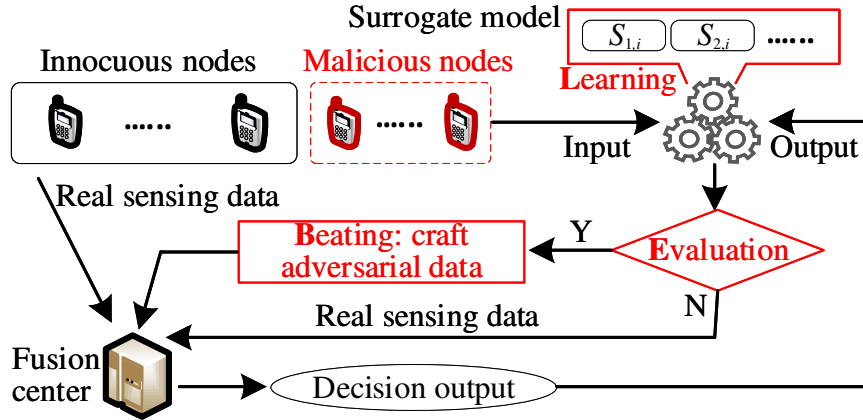 Surrogate model
S1,i S2,i ......
Innocuous nodes
Malicious nodes
Learning
......
......
Input
Output
Real sensing data
Beating: craft
adversarial data
Y
Evaluation
N
Real sensing data
Fusion
center
Decision output